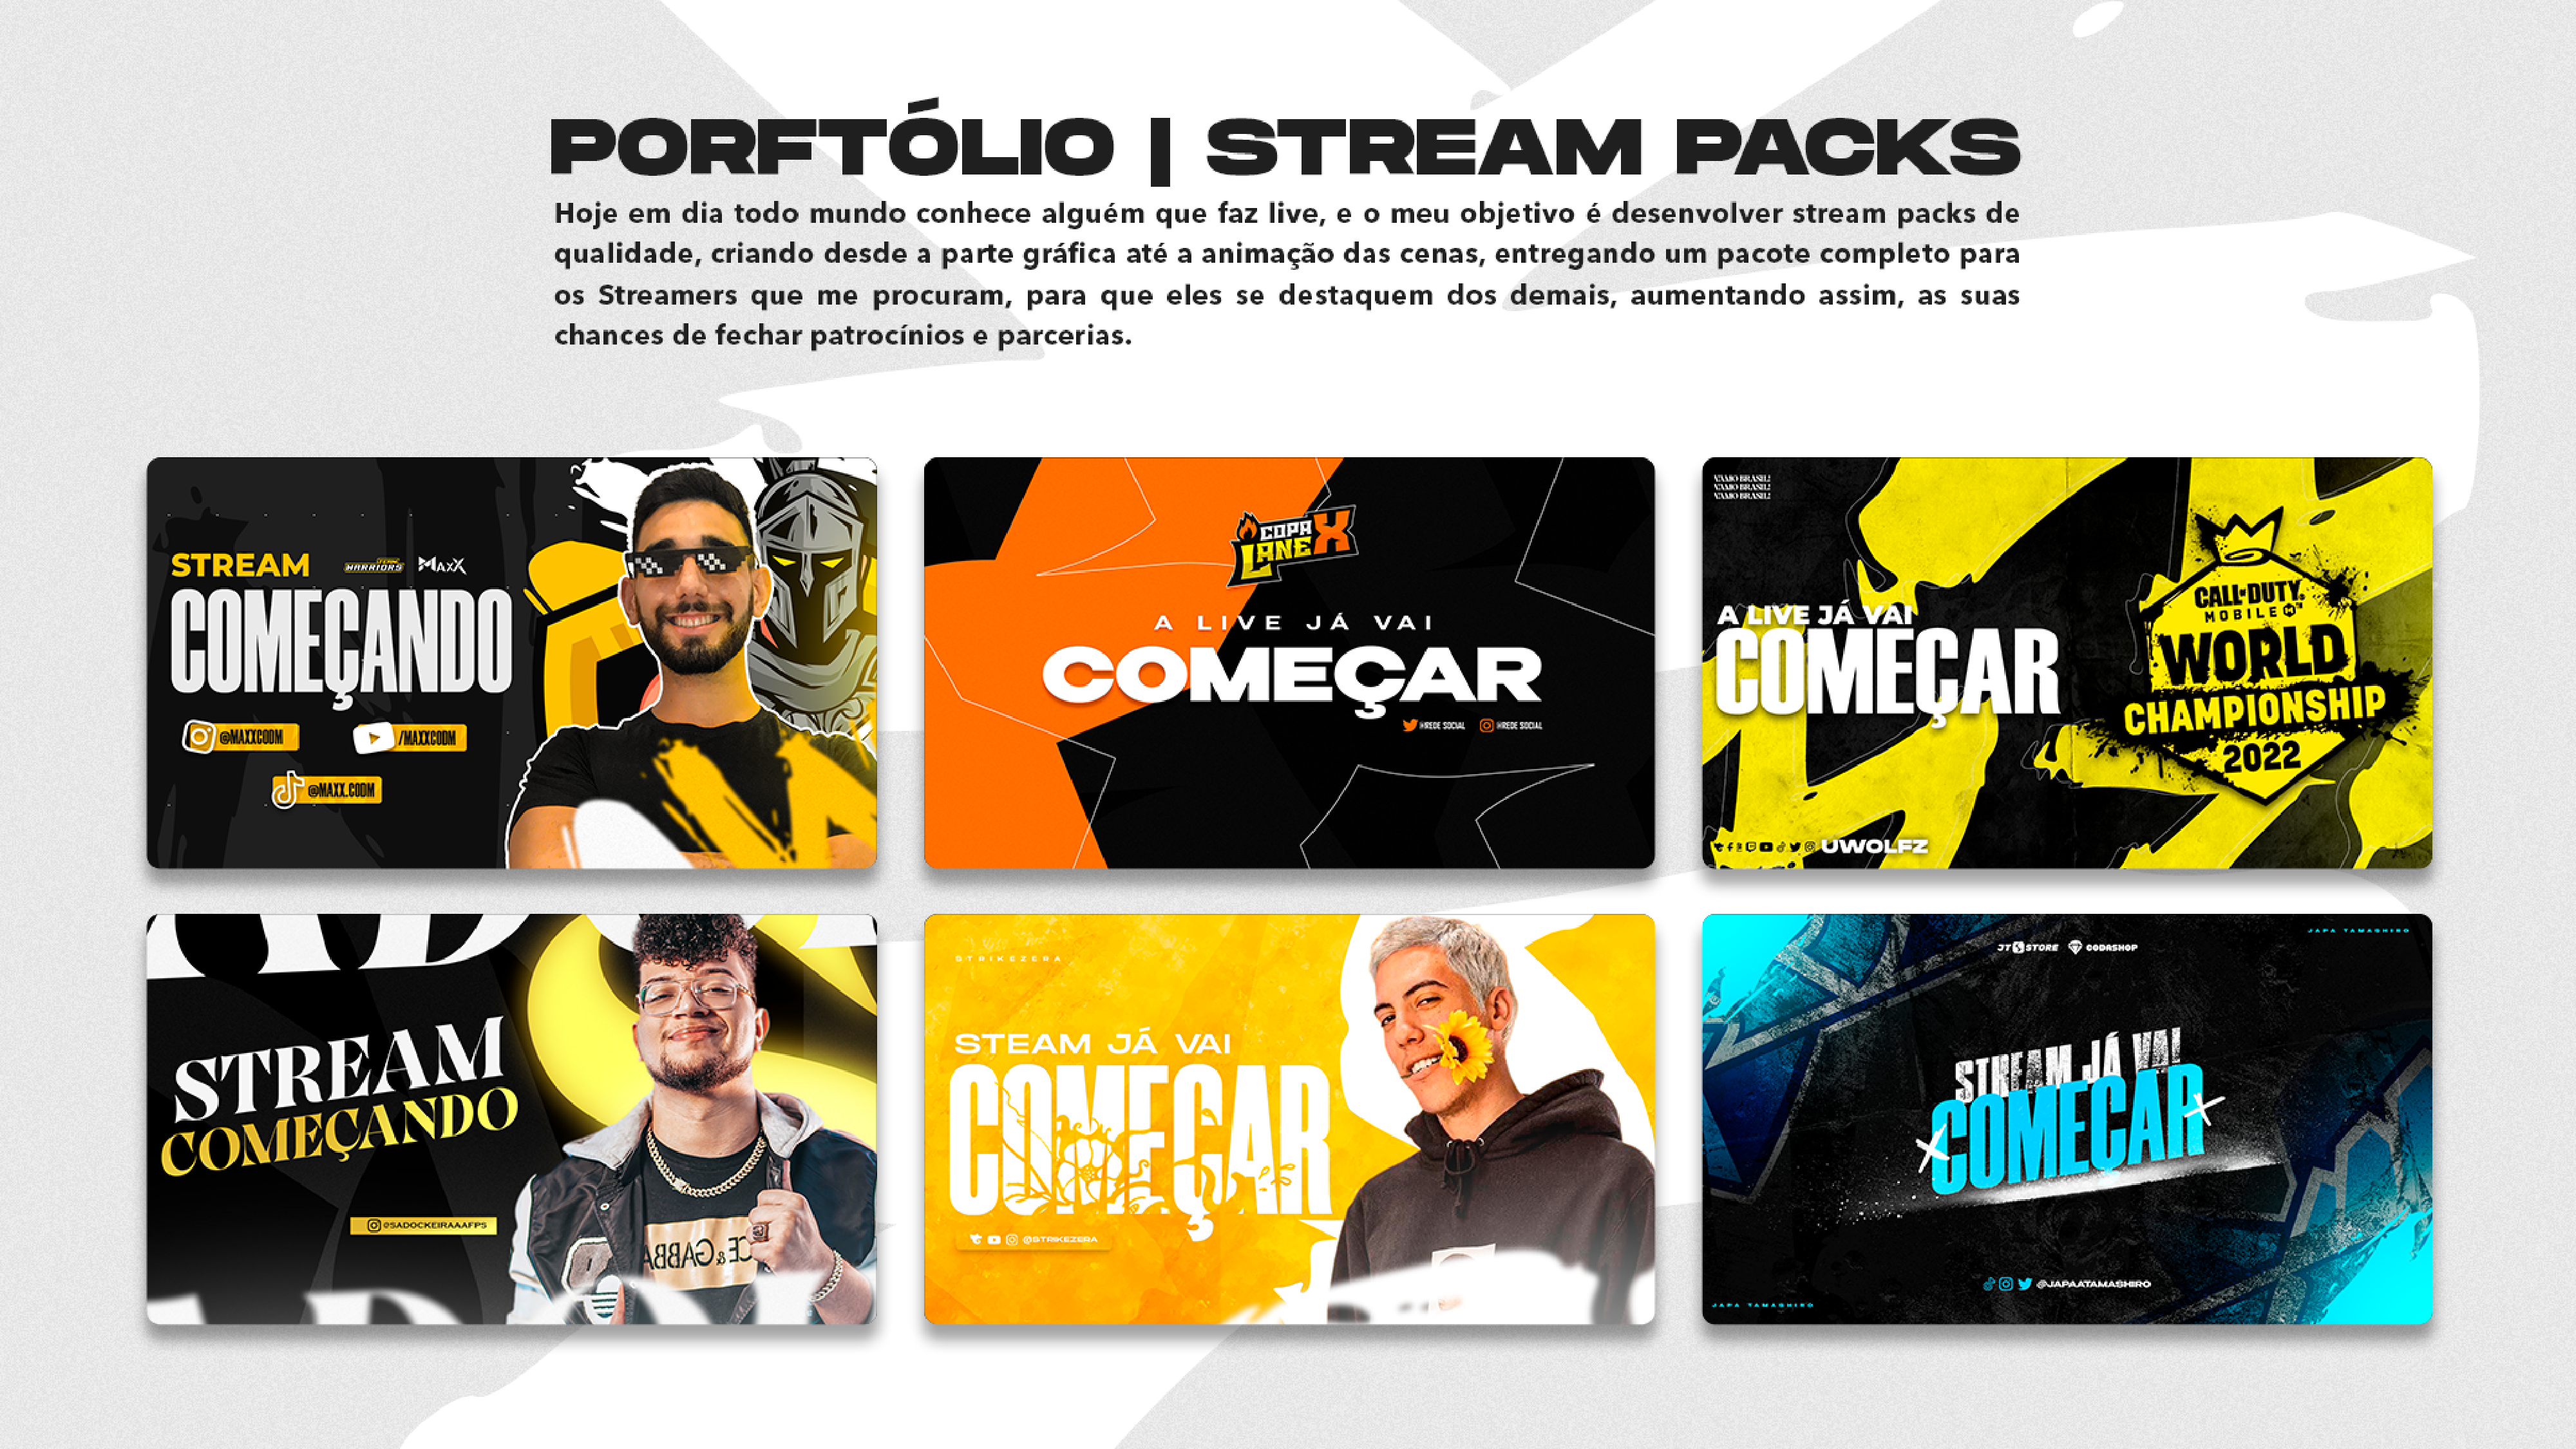 PORFTÓLIO | STREAM PACKS
Hoje em dia todo mundo conhece alguém que faz live, e o meu objetivo é desenvolver stream packs de
qualidade, criando desde a parte gráfica até a animação das cenas, entregando um pacote completo para
os Streamers que me procuram, para que eles se destaquem dos demais, aumentando assim, as suas
chances de fechar patrocínios e parcerias.
STREAM
WARRIORS MAXX
COMEÇANDO
@MAXXCODM
/MAXXCODM
@MAXX.CODM
COPA
LANE X
A LIVE JÁ VAI
COMEÇAR
@REDE SOCIAL @REDE SOCIAL
VAMO BRASIL!
VAMO BRASIL!
VAMO BRASIL!
A LIVE JÁ VAI
COMEÇAR
UWOLFZ
CALL OF DUTY
MOBILE
WORLD
CHAMPIONSHIP
2022
STREAM
COMEÇANDO
@SADOCKEIRAAAFPS
CE&GABBA
STRIKEZERA
STEAM JÁ VAI
COMEÇAR
@STRIKEZERA
JAPA TAMASHIRO
JT STORE CODASHOP
STREAM JÁ VAI
COMEÇAR
@JAPAATAMASHIRO
JAPA TAMASHIRO